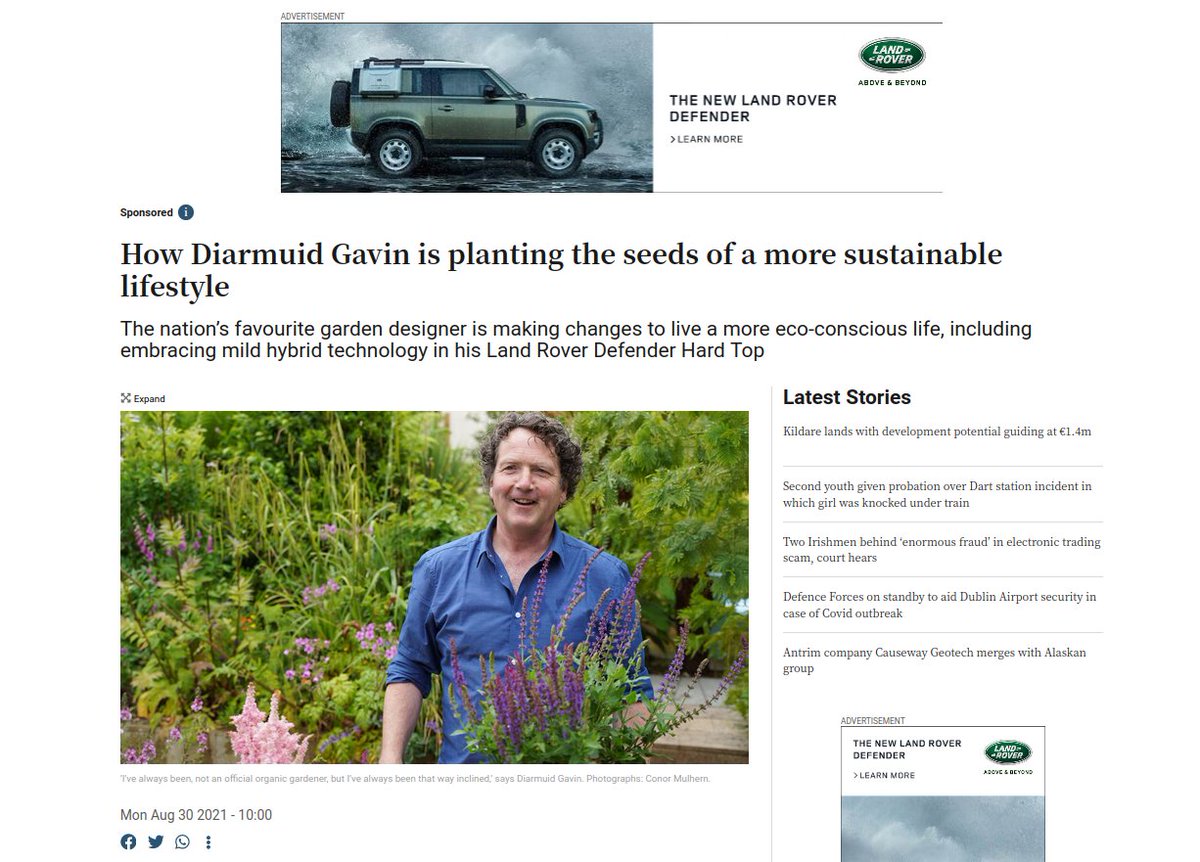 ADVERTISEMENT
LAND ROVER
ABOVE & BEYOND
THE NEW LAND ROVER
DEFENDER
> LEARN MORE
Sponsored i
How Diarmuid Gavin is planting the seeds of a more sustainable
lifestyle
The nation's favourite garden designer is making changes to live a more eco-conscious life, including
embracing mild hybrid technology in his Land Rover Defender Hard Top
Expand
'I've always been, not an official organic gardener, but I've always been that way inclined,' says Diarmuid Gavin. Photographs: Conor Mulhern.
Mon Aug 30 2021 - 10:00
Latest Stories
Kildare lands with development potential guiding at €1.4m
Second youth given probation over Dart station incident in
which girl was knocked under train
Two Irishmen behind ‘enormous fraud’ in electronic trading
scam, court hears
Defence Forces on standby to aid Dublin Airport security in
case of Covid outbreak
Antrim company Causeway Geotech merges with Alaskan
group
ADVERTISEMENT
THE NEW LAND ROVER
DEFENDER
> LEARN MORE
LAND ROVER
ABOVE & BEYOND